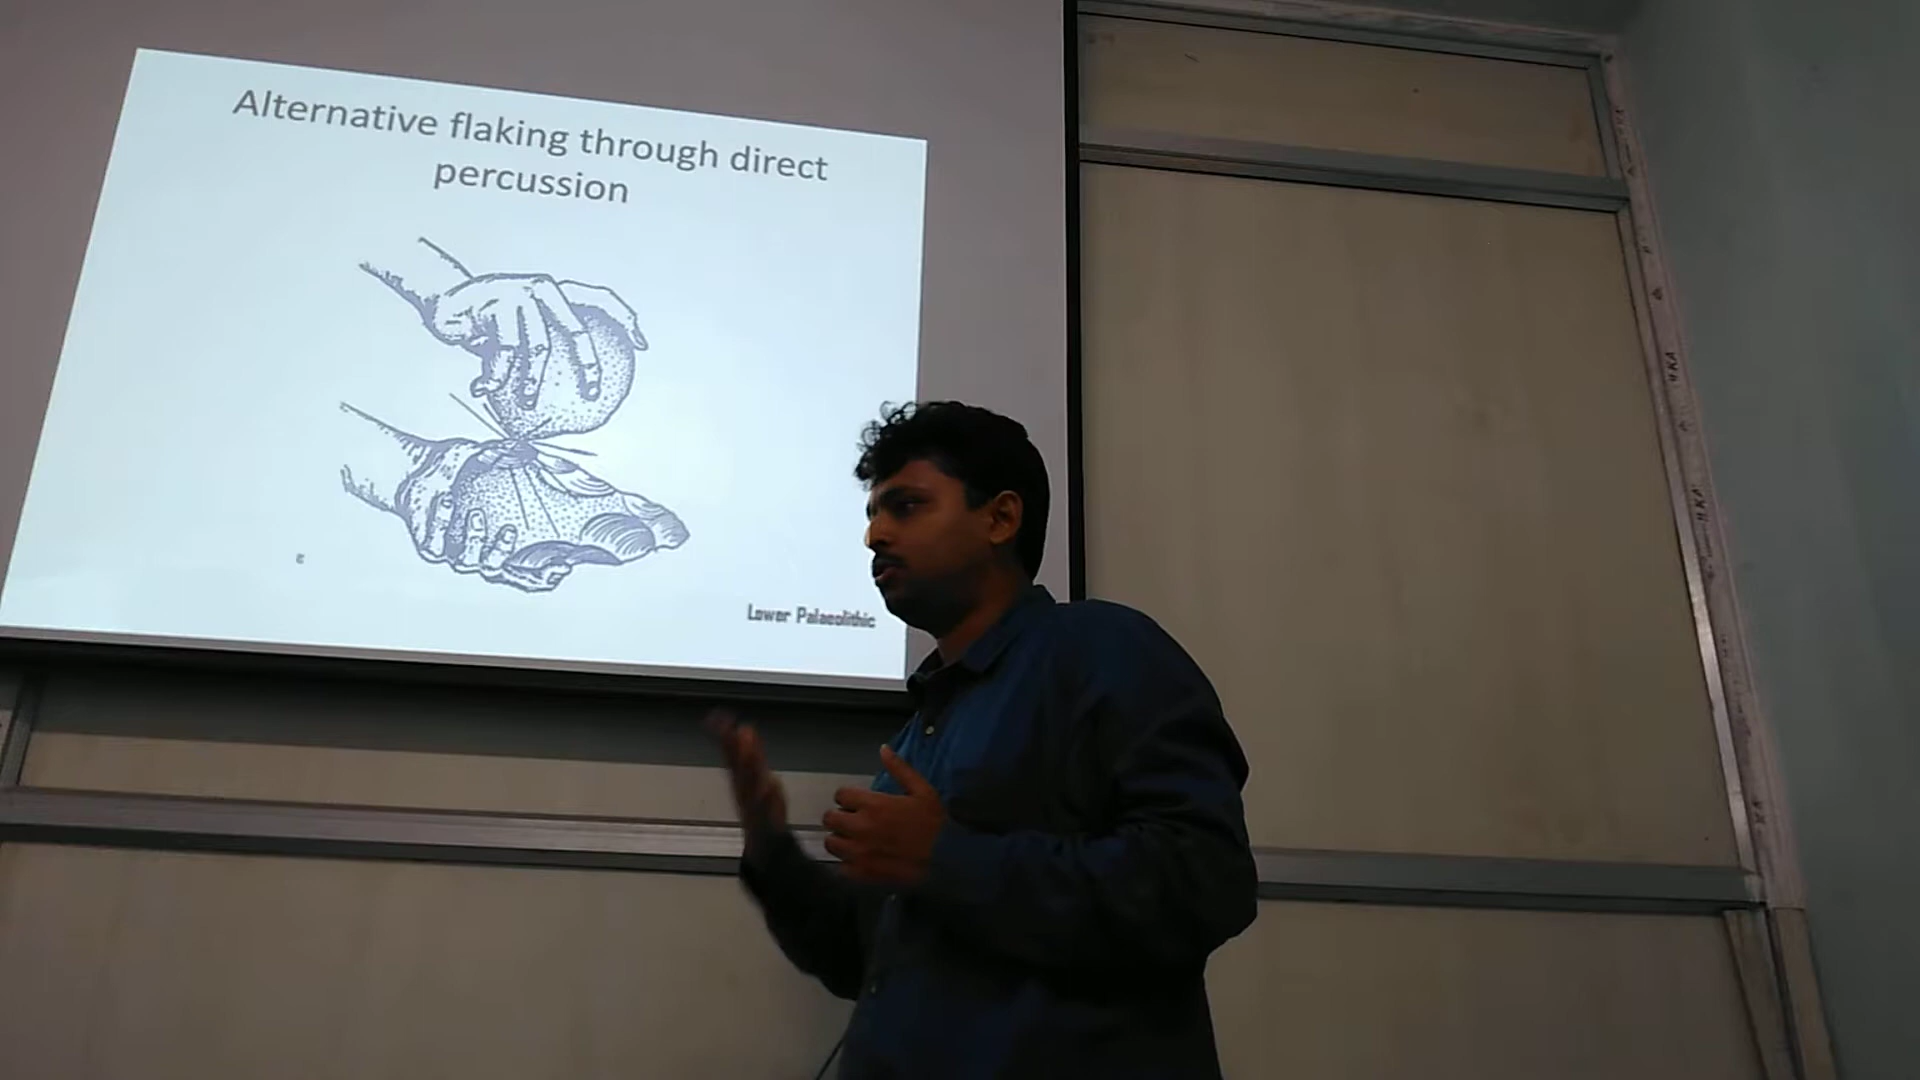 Alternative flaking through direct
percussion
Lower Palaeolithic